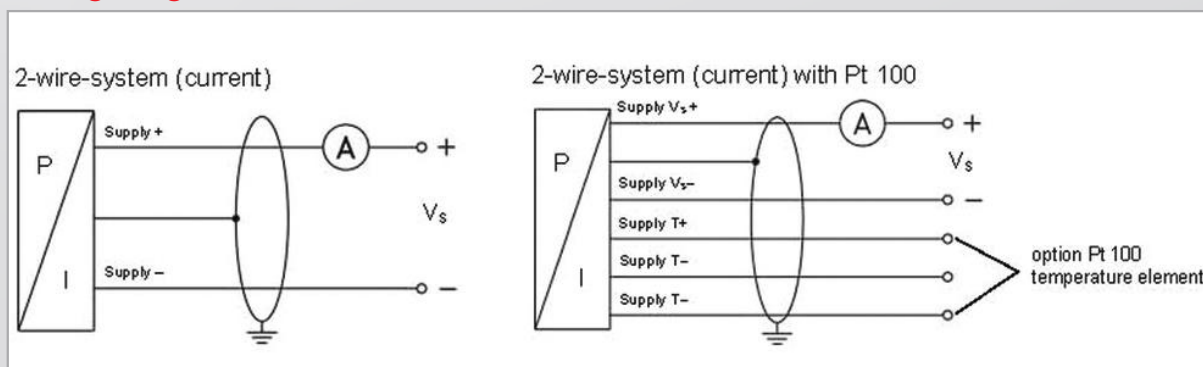 2-wire-system (current)
Supply +
P
A
+
Vs
I
Supply –
–
2-wire-system (current) with Pt 100
Supply Vs+
P
A
+
Vs
Supply Vs–
–
Supply T+
Supply T–
I
Supply T–
option Pt 100
temperature element